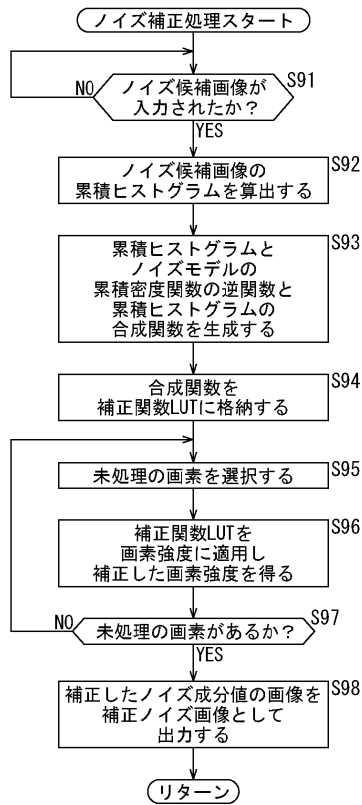 ノイズ補正処理スタート
ノイズ候補画像が
入力されたか？
S91
NO
YES
ノイズ候補画像の
累積ヒストグラムを算出する
S92
累積ヒストグラムと
ノイズモデルの
累積密度関数の逆関数と
累積ヒストグラムの
合成関数を生成する
S93
合成関数を
補正関数LUTに格納する
S94
未処理の画素を選択する
S95
補正関数LUTを
画素強度に適用し
補正した画素強度を得る
S96
未処理の画素があるか？
S97
NO
YES
補正したノイズ成分値の画像を
補正ノイズ画像として
出力する
S98
リターン